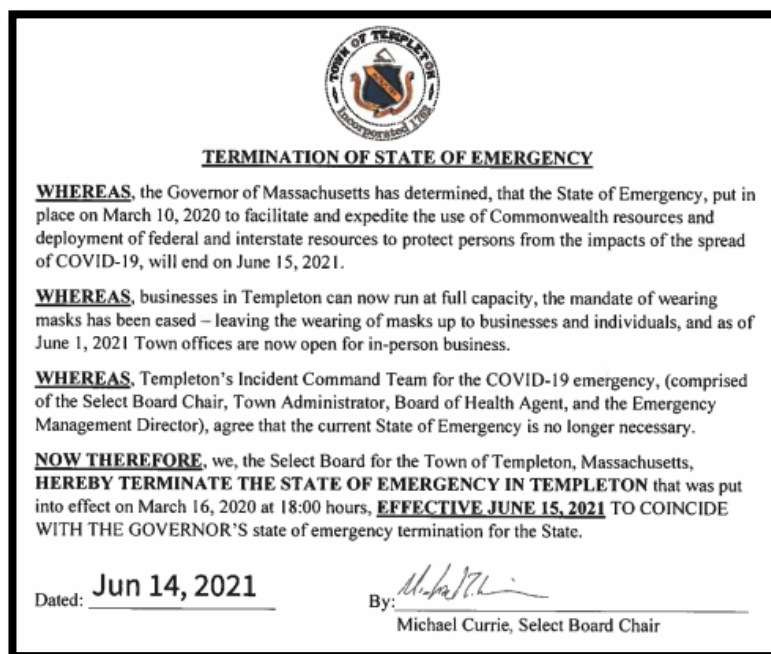 TOWN OF TEMPLETON
Incorporated 1762
TERMINATION OF STATE OF EMERGENCY
WHEREAS, the Governor of Massachusetts has determined, that the State of Emergency, put in
place on March 10, 2020 to facilitate and expedite the use of Commonwealth resources and
deployment of federal and interstate resources to protect persons from the impacts of the spread
of COVID-19, will end on June 15, 2021.
WHEREAS, businesses in Templeton can now run at full capacity, the mandate of wearing
masks has been eased – leaving the wearing of masks up to businesses and individuals, and as of
June 1, 2021 Town offices are now open for in-person business.
WHEREAS, Templeton's Incident Command Team for the COVID-19 emergency, (comprised
of the Select Board Chair, Town Administrator, Board of Health Agent, and the Emergency
Management Director), agree that the current State of Emergency is no longer necessary.
NOW THEREFORE, we, the Select Board for the Town of Templeton, Massachusetts,
HEREBY TERMINATE THE STATE OF EMERGENCY IN TEMPLETON that was put
into effect on March 16, 2020 at 18:00 hours, EFFECTIVE JUNE 15, 2021 TO COINCIDE
WITH THE GOVERNOR'S state of emergency termination for the State.
Dated: Jun 14, 2021 By:
Michael Currie, Select Board Chair